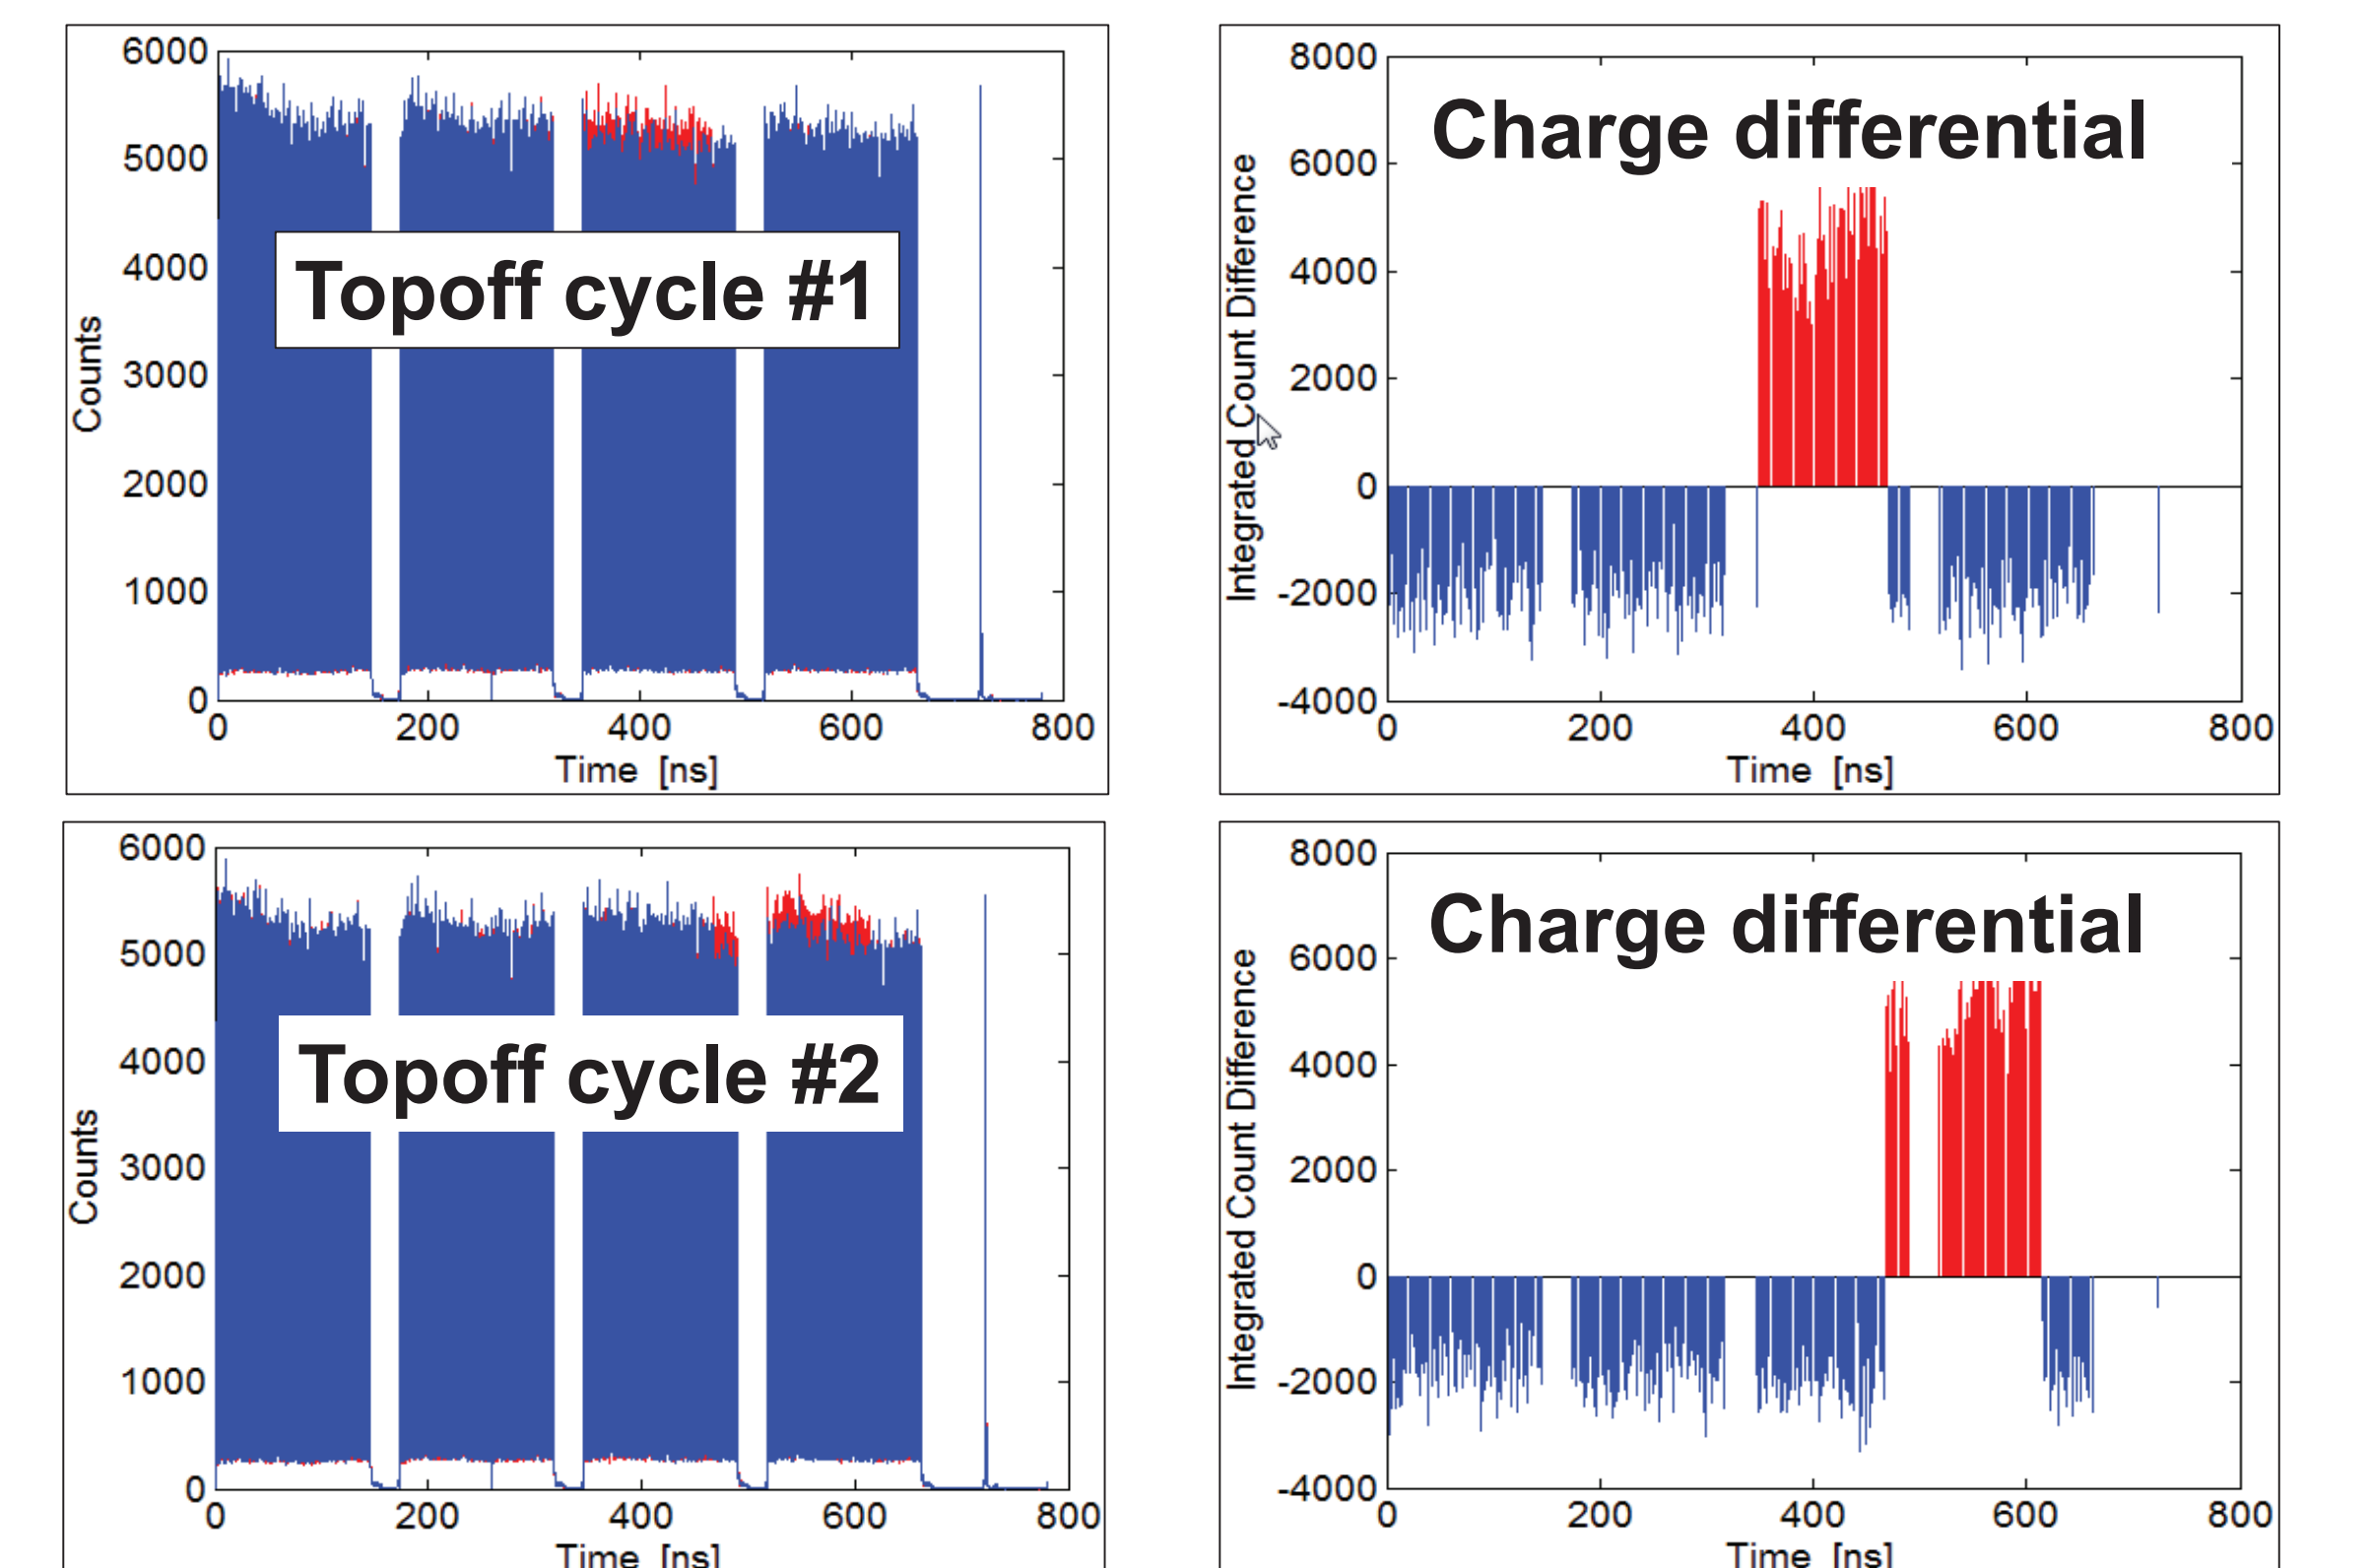 6000
5000
4000
3000
2000
1000
0
Counts
Topoff cycle #1
0 200 400 600 800
Time [ns]
8000
6000
4000
2000
0
-2000
-4000
Integrated Count Difference
Charge differential
0 200 400 600 800
Time [ns]
6000
5000
4000
3000
2000
1000
0
Counts
Topoff cycle #2
0 200 400 600 800
Time [ns]
8000
6000
4000
2000
0
-2000
-4000
Integrated Count Difference
Charge differential
0 200 400 600 800
Time [ns]